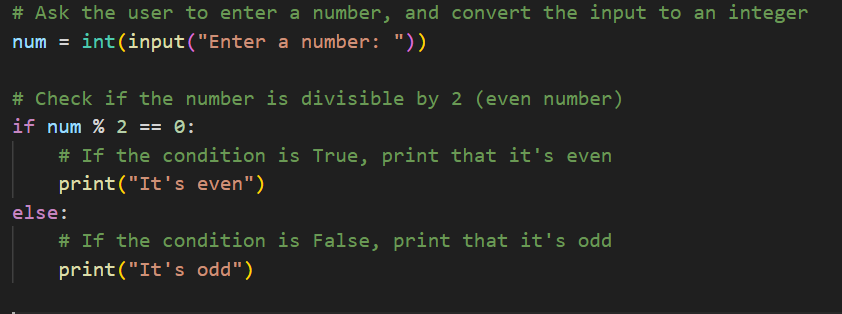 # Ask the user to enter a number, and convert the input to an integer
num = int(input("Enter a number: "))

# Check if the number is divisible by 2 (even number)
if num % 2 == 0:
    # If the condition is True, print that it's even
    print("It's even")
else:
    # If the condition is False, print that it's odd
    print("It's odd")